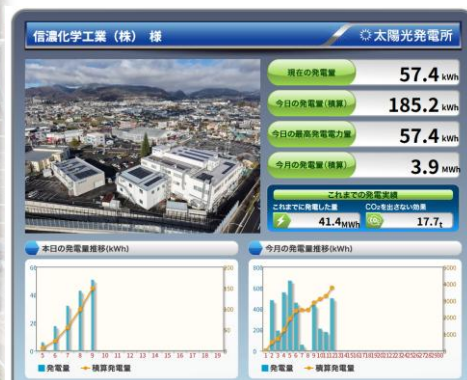 信濃化学工業（株） 様
太陽光発電所
現在の発電量 57.4 kWh
今日の発電量(積算) 185.2 kWh
今日の最高発電電力量 57.4 kWh
今月の発電量(積算) 3.9 MWh
これまでの発電実績
これまでに発電した量 CO₂を出さない効果
41.4 MWh 17.7 t
本日の発電量推移(kWh)
今月の発電量推移(kWh)
5 6 7 8 9 10 11 12 13 14 15 16 17 18 19
発電量 積算発電量
発電量 積算発電量